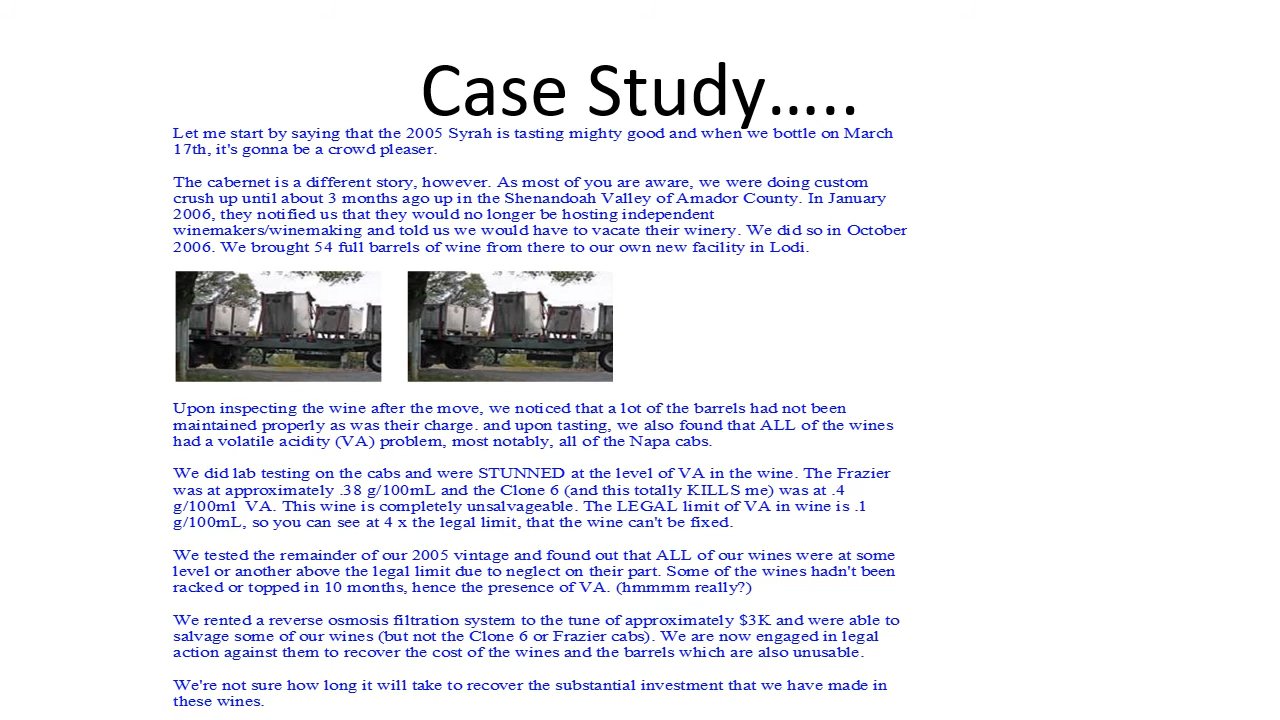 Case Study…..
Let me start by saying that the 2005 Syrah is tasting mighty good and when we bottle on March
17th, it's gonna be a crowd pleaser.
The cabernet is a different story, however. As most of you are aware, we were doing custom
crush up until about 3 months ago up in the Shenandoah Valley of Amador County. In January
2006, they notified us that they would no longer be hosting independent
winemakers/winemaking and told us we would have to vacate their winery. We did so in October
2006. We brought 54 full barrels of wine from there to our own new facility in Lodi.
Upon inspecting the wine after the move, we noticed that a lot of the barrels had not been
maintained properly as was their charge. and upon tasting, we also found that ALL of the wines
had a volatile acidity (VA) problem, most notably, all of the Napa cabs.
We did lab testing on the cabs and were STUNNED at the level of VA in the wine. The Frazier
was at approximately .38 g/100mL and the Clone 6 (and this totally KILLS me) was at .4
g/100ml  VA. This wine is completely unsalvageable. The LEGAL limit of VA in wine is .1
g/100mL, so you can see at 4 x the legal limit, that the wine can't be fixed.
We tested the remainder of our 2005 vintage and found out that ALL of our wines were at some
level or another above the legal limit due to neglect on their part. Some of the wines hadn't been
racked or topped in 10 months, hence the presence of VA. (hmmmm really?)
We rented a reverse osmosis filtration system to the tune of approximately $3K and were able to
salvage some of our wines (but not the Clone 6 or Frazier cabs). We are now engaged in legal
action against them to recover the cost of the wines and the barrels which are also unusable.
We're not sure how long it will take to recover the substantial investment that we have made in
these wines.